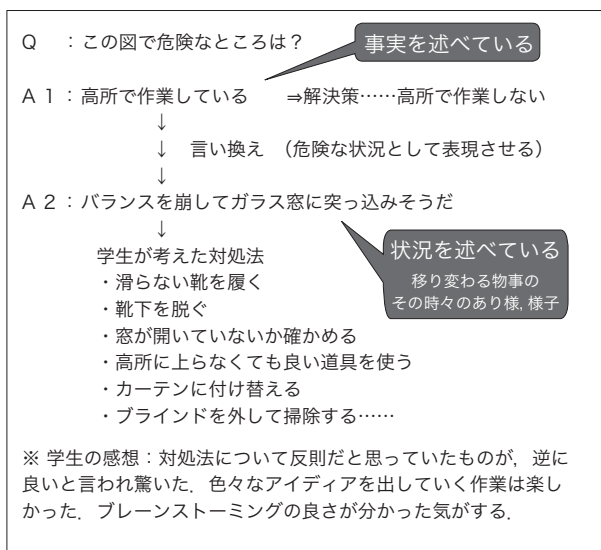 Q ：この図で危険なところは？
事実を述べている
A 1：高所で作業している ⇒解決策……高所で作業しない
↓
↓ 言い換え （危険な状況として表現させる）
↓
A 2：バランスを崩してガラス窓に突っ込みそうだ
↓
状況を述べている
移り変わる物事の
その時々のあり様, 様子
学生が考えた対処法
・滑らない靴を履く
・靴下を脱ぐ
・窓が開いていないか確かめる
・高所に上らなくても良い道具を使う
・カーテンに付け替える
・ブラインドを外して掃除する……
※ 学生の感想：対処法について反則だと思っていたものが，逆に
良いと言われ驚いた．色々なアイディアを出していく作業は楽し
かった．ブレーンストーミングの良さが分かった気がする．